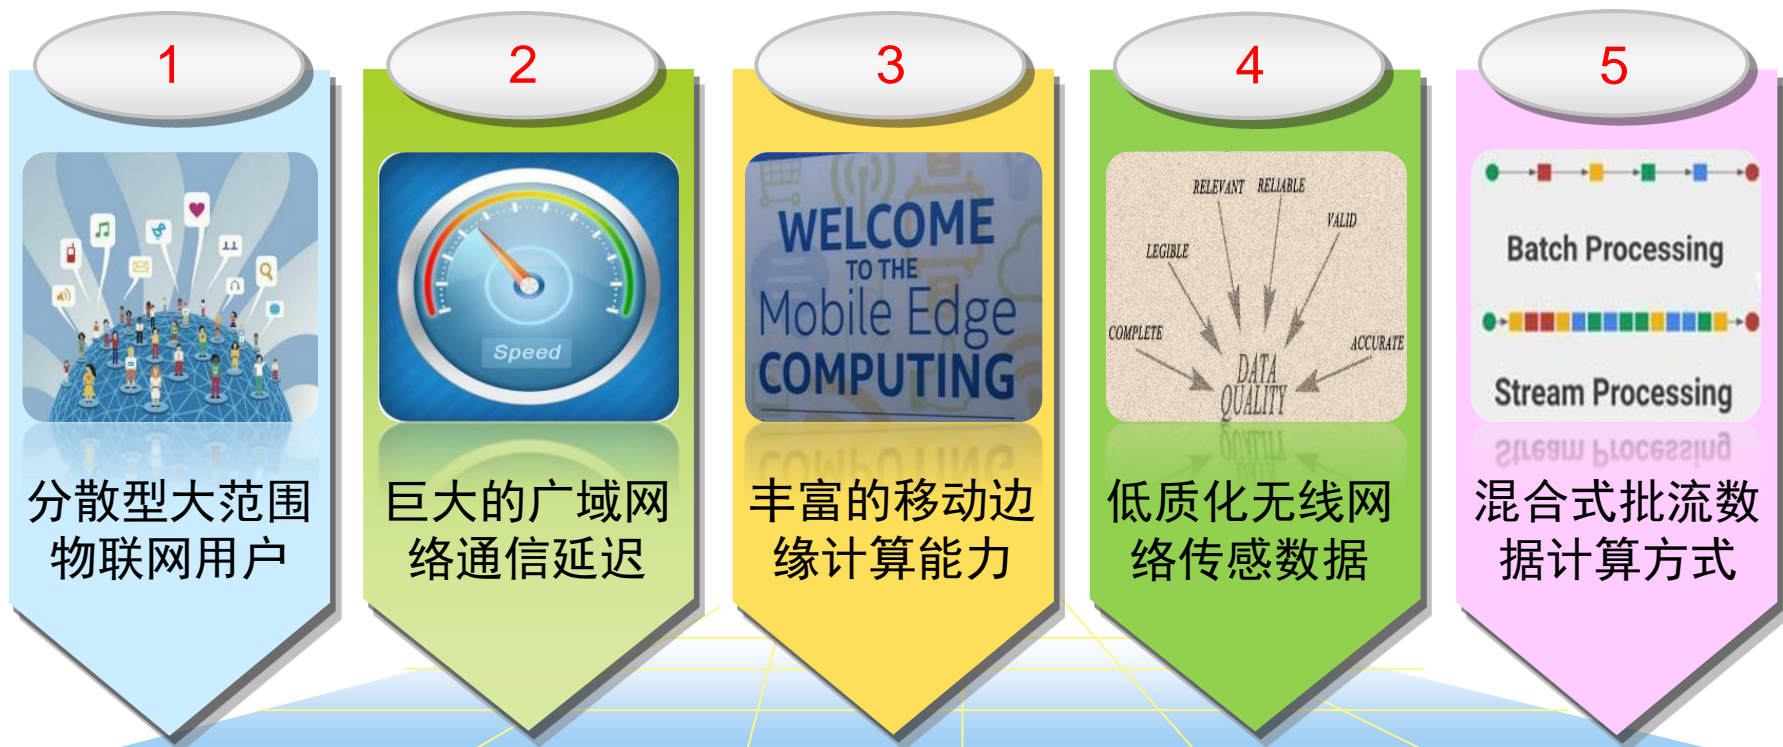 1
2
3
4
5
Speed
WELCOME
TO THE
Mobile Edge
COMPUTING
RELEVANT
RELIABLE
VALID
LEGIBLE
COMPLETE
ACCURATE
DATA
QUALITY
Batch Processing
Stream Processing
分散型大范围
物联网用户
巨大的广域网
络通信延迟
丰富的移动边
缘计算能力
低质化无线网
络传感数据
混合式批流数
据计算方式